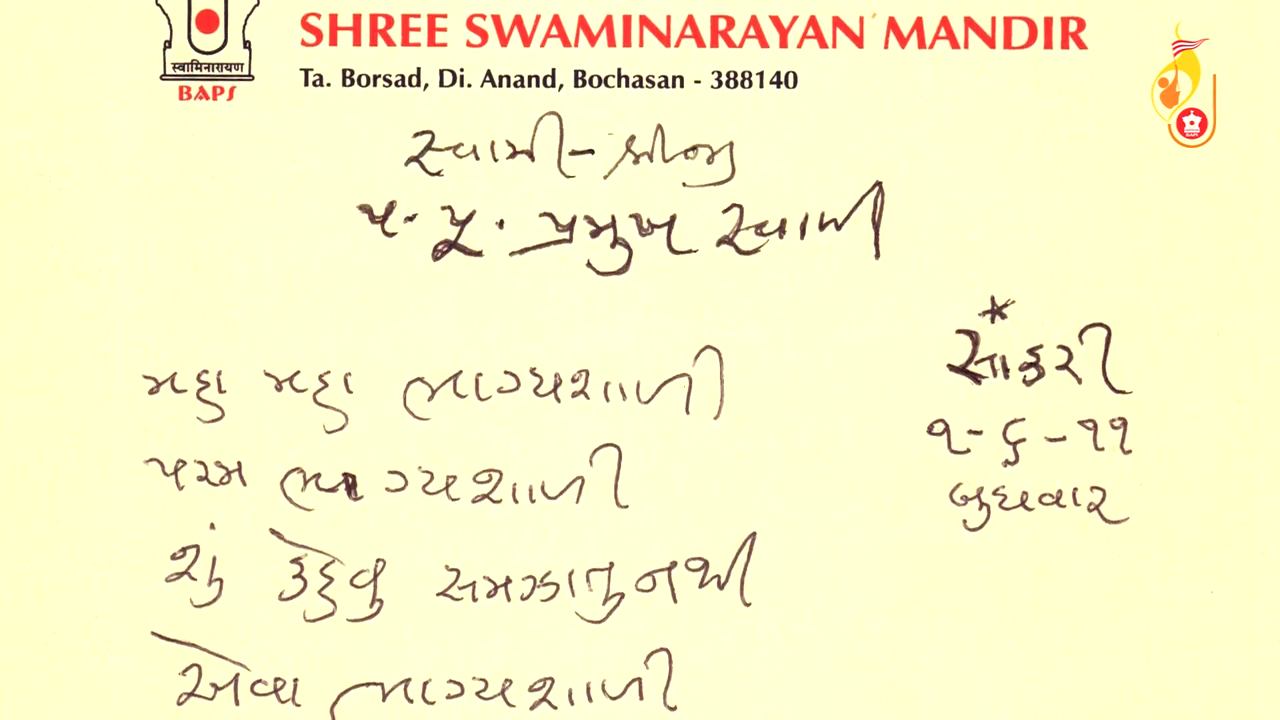 स्वामिनारायण
BAPS
SHREE SWAMINARAYAN MANDIR
Ta. Borsad, Di. Anand, Bochasan - 388140
સ્વામી-શ્રીજી
પ. પૂ. પ્રમુખ સ્વામી
*
સાંકરી
૧-૬-૧૧
બુધવાર
મહા મહા ભાગ્યશાળી
પરમ ભાગ્યશાળી
શું કહેવુ સમજાતુ નથી
એવા ભાગ્યશાળી